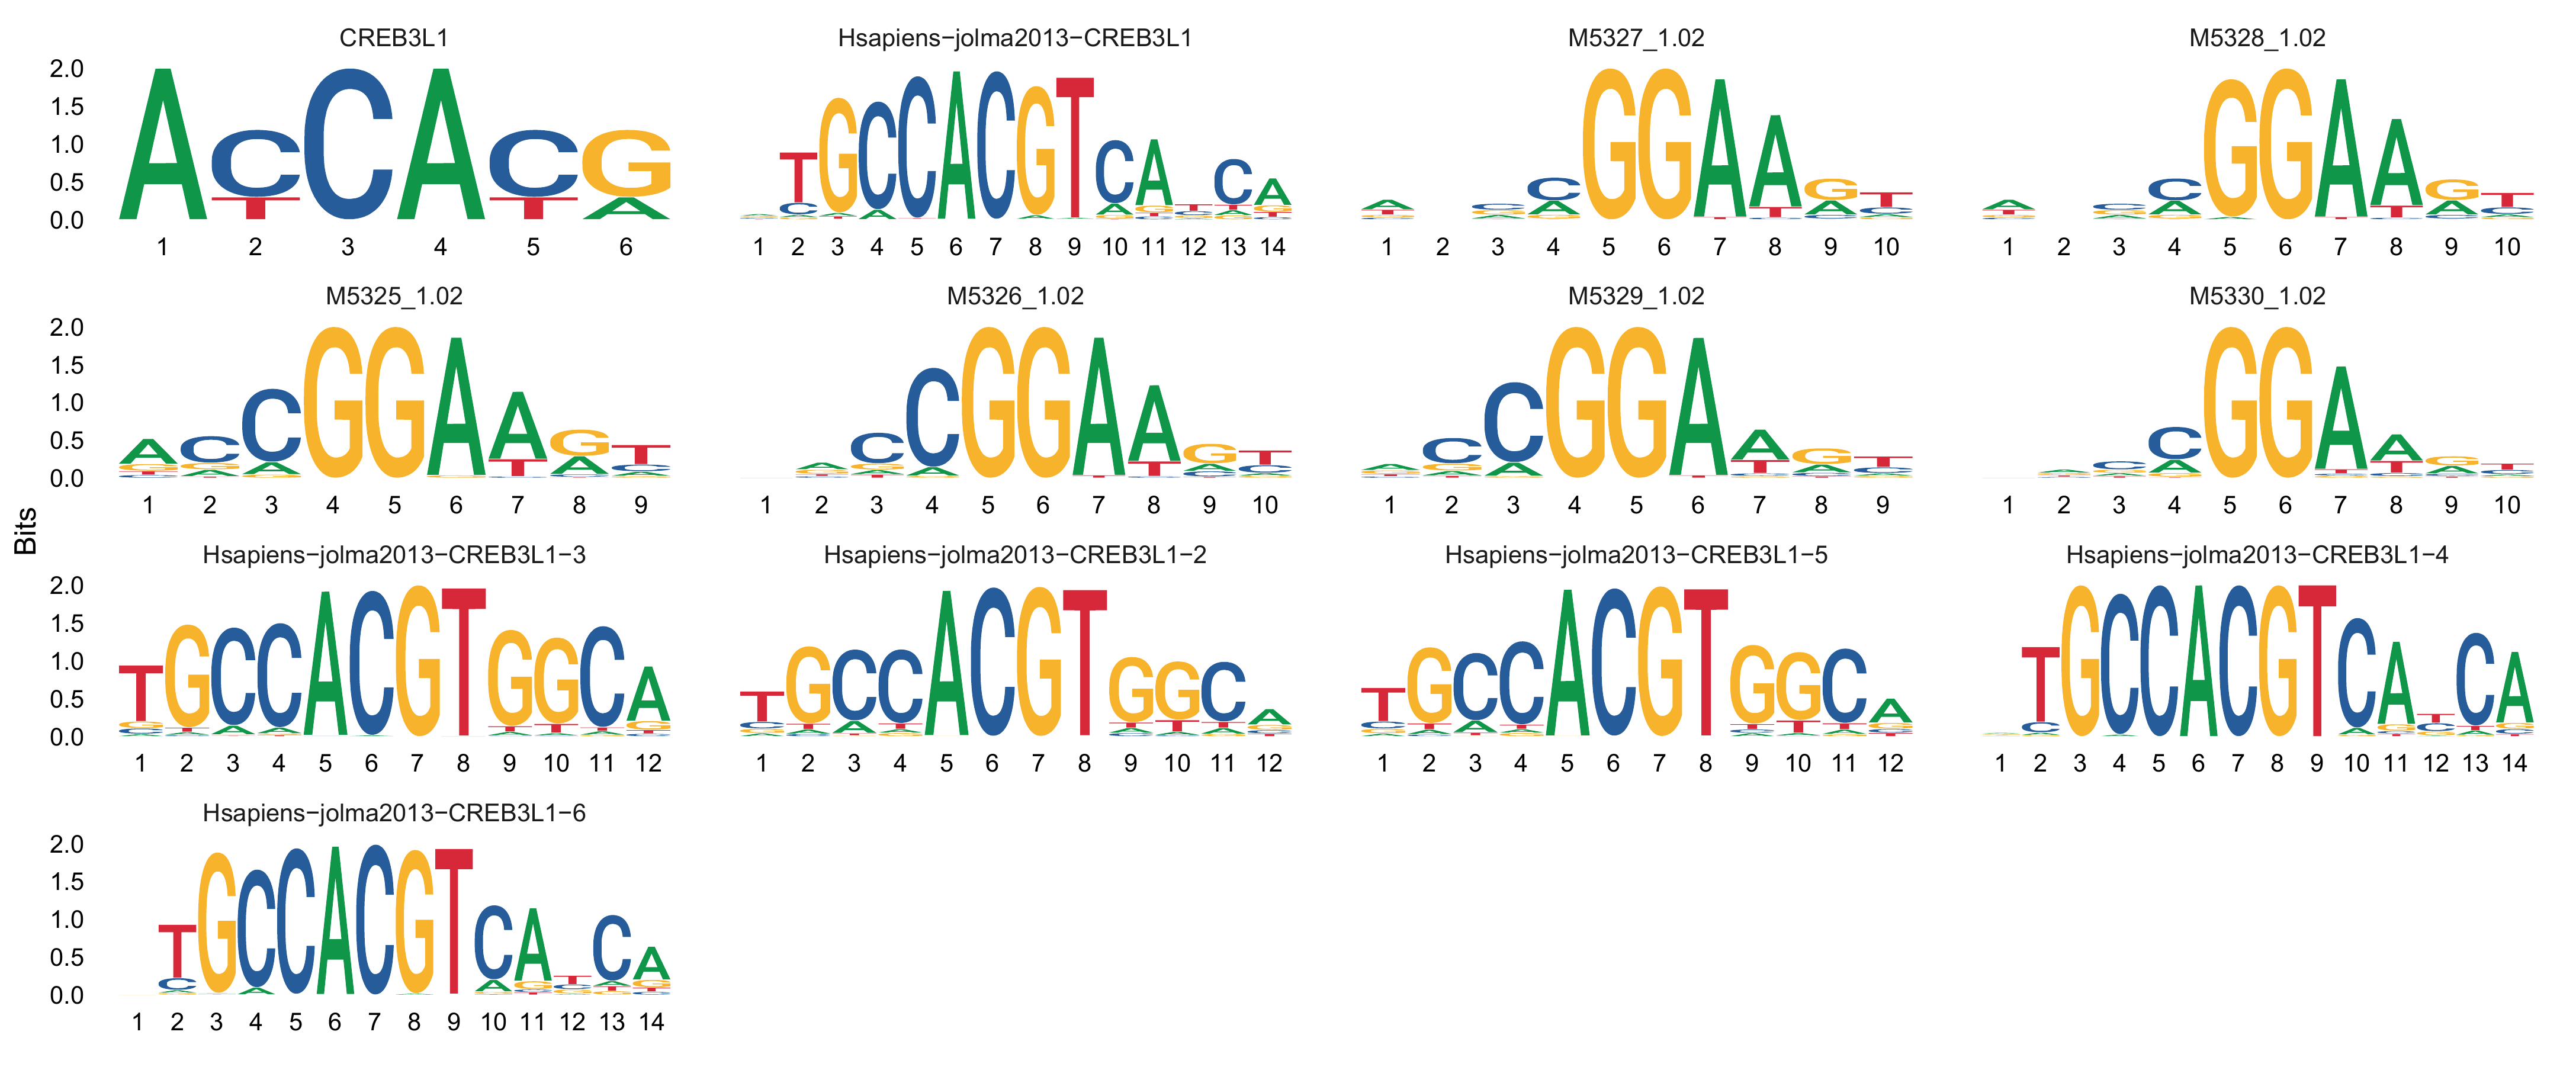 CREB3L1
Hsapiens−jolma2013−CREB3L1
M5327_1.02
M5328_1.02
2.0
1.5
1.0
0.5
0.0
1 2 3 4 5 6
1 2 3 4 5 6 7 8 9 10 11 12 13 14
1 2 3 4 5 6 7 8 9 10
1 2 3 4 5 6 7 8 9 10
M5325_1.02
M5326_1.02
M5329_1.02
M5330_1.02
2.0
1.5
1.0
0.5
0.0
1 2 3 4 5 6 7 8 9
1 2 3 4 5 6 7 8 9 10
1 2 3 4 5 6 7 8 9
1 2 3 4 5 6 7 8 9 10
Bits
Hsapiens−jolma2013−CREB3L1−3
Hsapiens−jolma2013−CREB3L1−2
Hsapiens−jolma2013−CREB3L1−5
Hsapiens−jolma2013−CREB3L1−4
2.0
1.5
1.0
0.5
0.0
1 2 3 4 5 6 7 8 9 10 11 12
1 2 3 4 5 6 7 8 9 10 11 12
1 2 3 4 5 6 7 8 9 10 11 12
1 2 3 4 5 6 7 8 9 10 11 12 13 14
Hsapiens−jolma2013−CREB3L1−6
2.0
1.5
1.0
0.5
0.0
1 2 3 4 5 6 7 8 9 10 11 12 13 14